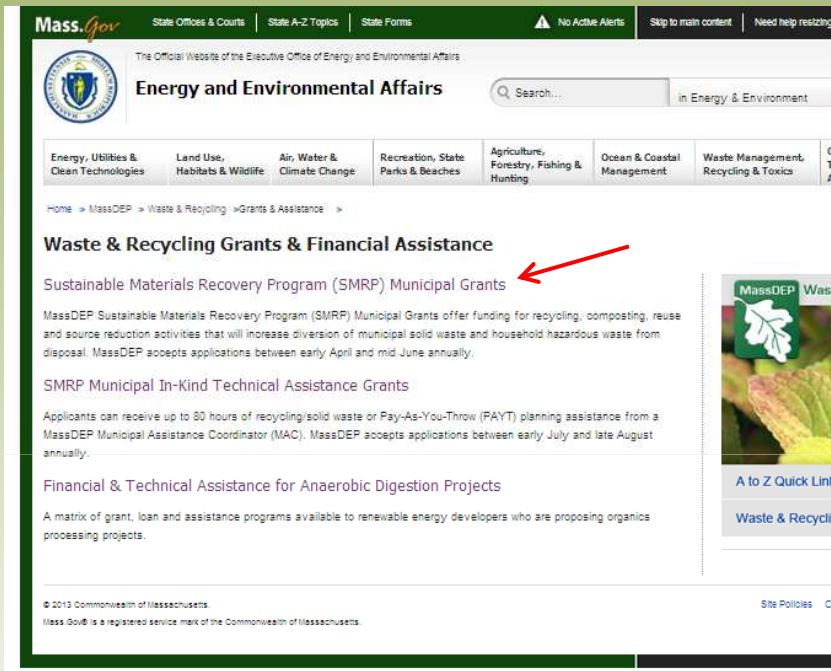 Mass.Gov State Offices & Courts State A-Z Topics State Forms No Active Alerts Skip to main content Need help resizing
The Official Website of the Executive Office of Energy and Environmental Affairs
Energy and Environmental Affairs
Search... in Energy & Environment
Energy, Utilities & Clean Technologies
Land Use, Habitats & Wildlife
Air, Water & Climate Change
Recreation, State Parks & Beaches
Agriculture, Forestry, Fishing & Hunting
Ocean & Coastal Management
Waste Management, Recycling & Toxics
Home > MassDEP > Waste & Recycling >Grants & Assistance >
Waste & Recycling Grants & Financial Assistance
Sustainable Materials Recovery Program (SMRP) Municipal Grants
MassDEP Sustainable Materials Recovery Program (SMRP) Municipal Grants offer funding for recycling, composting, reuse
and source reduction activities that will increase diversion of municipal solid waste and household hazardous waste from
disposal. MassDEP accepts applications between early April and mid June annually.
SMRP Municipal In-Kind Technical Assistance Grants
Applicants can receive up to 80 hours of recycling/solid waste or Pay-As-You-Throw (PAYT) planning assistance from a
MassDEP Municipal Assistance Coordinator (MAC). MassDEP accepts applications between early July and late August
annually.
Financial & Technical Assistance for Anaerobic Digestion Projects
A matrix of grant, loan and assistance programs available to renewable energy developers who are proposing organics
processing projects.
MassDEP Was
A to Z Quick Lin
Waste & Recycli
© 2013 Commonwealth of Massachusetts.
Mass.Gov® is a registered service mark of the Commonwealth of Massachusetts.
Site Policies C